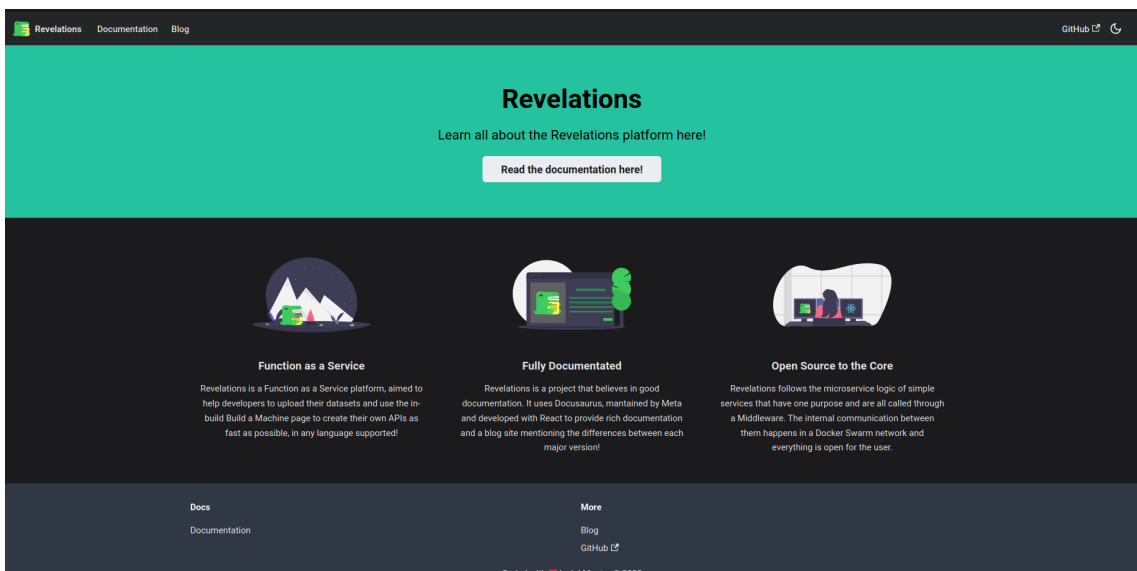 Revelations Documentation Blog GitHub
Revelations
Learn all about the Revelations platform here!
Read the documentation here!
Function as a Service
Revelations is a Function as a Service platform, aimed to
help developers to upload their datasets and use the in-
build Build a Machine page to create their own APIs as
fast as possible, in any language supported!
Fully Documentated
Revelations is a project that believes in good
documentation. It uses Docusaurus, mantained by Meta
and developed with React to provide rich documentation
and a blog site mentioning the differences between each
major version!
Open Source to the Core
Revelations follows the microservice logic of simple
services that have one purpose and are all called through
a Middleware. The internal communication between
them happens in a Docker Swarm network and
everything is open for the user.
Docs
Documentation
More
Blog
GitHub